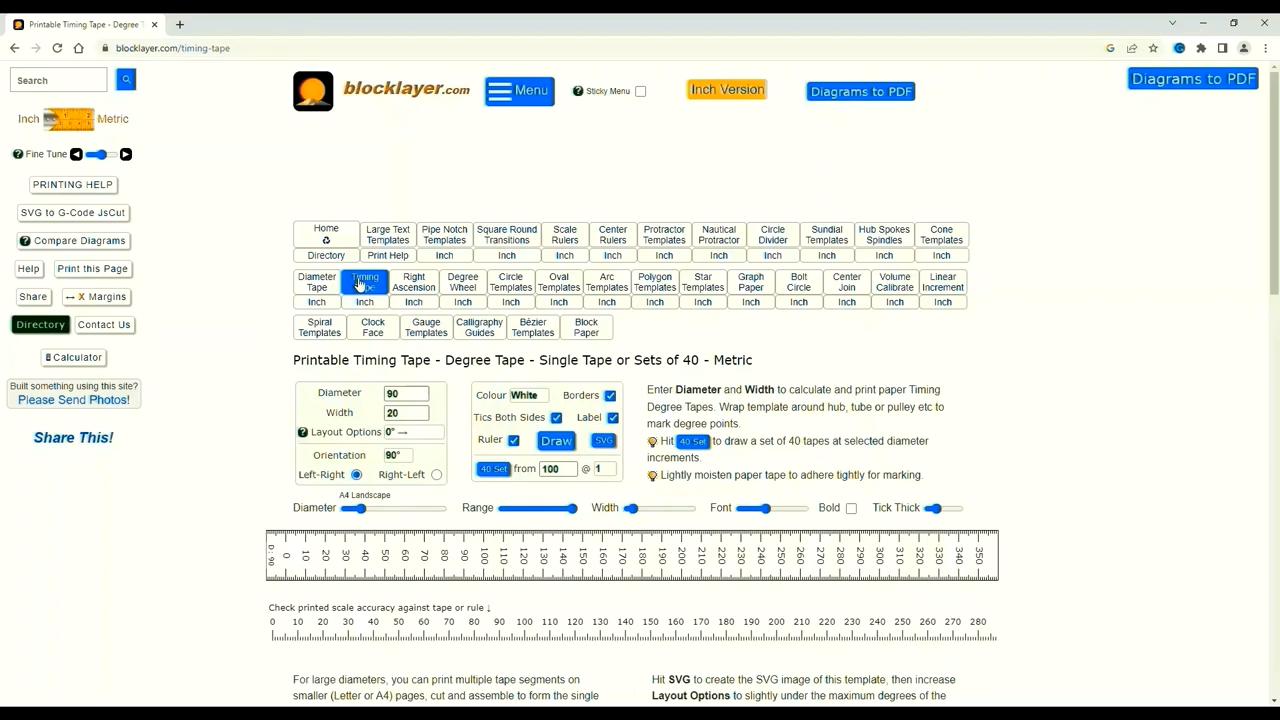 Printable Timing Tape - Degree T
blocklayer.com/timing-tape
Search
Inch Metric
Fine Tune
PRINTING HELP
SVG to G-Code JsCut
Compare Diagrams
Help Print this Page
Share ↔ X Margins
Directory Contact Us
Calculator
Built something using this site?
Please Send Photos!
Share This!
blocklayer.com
Menu
Sticky Menu
Inch Version
Diagrams to PDF
Diagrams to PDF
Home Large Text Templates Pipe Notch Templates Square Round Transitions Scale Rulers Center Rulers Protractor Templates Nautical Protractor Circle Divider Sundial Templates Hub Spokes Spindles Cone Templates
Directory Print Help Inch Inch Inch Inch Inch Inch Inch Inch Inch Inch
Diameter Tape Timing Tape Right Ascension Degree Wheel Circle Templates Oval Templates Arc Templates Polygon Templates Star Templates Graph Paper Bolt Circle Center Join Volume Calibrate Linear Increment
Inch Inch Inch Inch Inch Inch Inch Inch Inch Inch Inch Inch Inch Inch
Spiral Templates Clock Face Gauge Templates Calligraphy Guides Bézier Templates Block Paper
Printable Timing Tape - Degree Tape - Single Tape or Sets of 40 - Metric
Diameter 90
Width 20
Layout Options 0° →
Orientation 90°
Left-Right Right-Left
Colour White Borders
Tics Both Sides Label
Ruler Draw SVG
40 Set from 100 @ 1
Enter Diameter and Width to calculate and print paper Timing
Degree Tapes. Wrap template around hub, tube or pulley etc to
mark degree points.
Hit 40 Set to draw a set of 40 tapes at selected diameter
increments.
Lightly moisten paper tape to adhere tightly for marking.
A4 Landscape
Diameter Range Width Font Bold Tick Thick
D: 90 0 10 20 30 40 50 60 70 80 90 100 110 120 130 140 150 160 170 180 190 200 210 220 230 240 250 260 270 280 290 300 310 320 330 340 350
Check printed scale accuracy against tape or rule ↓
0 10 20 30 40 50 60 70 80 90 100 110 120 130 140 150 160 170 180 190 200 210 220 230 240 250 260 270 280
For large diameters, you can print multiple tape segments on
smaller (Letter or A4) pages, cut and assemble to form the single
Hit SVG to create the SVG image of this template, then increase
Layout Options to slightly under the maximum degrees of the